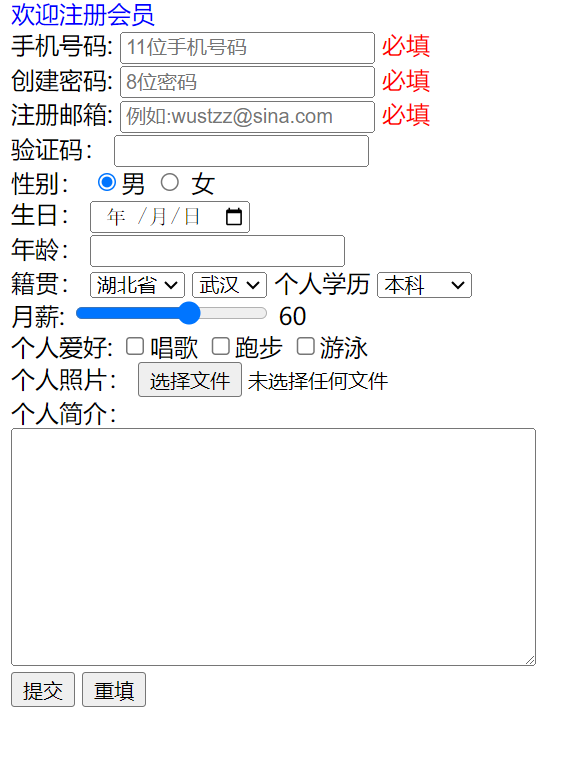 欢迎注册会员
手机号码: 11位手机号码 必填
创建密码: 8位密码 必填
注册邮箱: 例如:wustzz@sina.com 必填
验证码：
性别： 男 女
生日： 年 /月/日
年龄：
籍贯： 湖北省 武汉 个人学历 本科
月薪: 60
个人爱好: 唱歌 跑步 游泳
个人照片： 选择文件 未选择任何文件
个人简介：
提交 重填